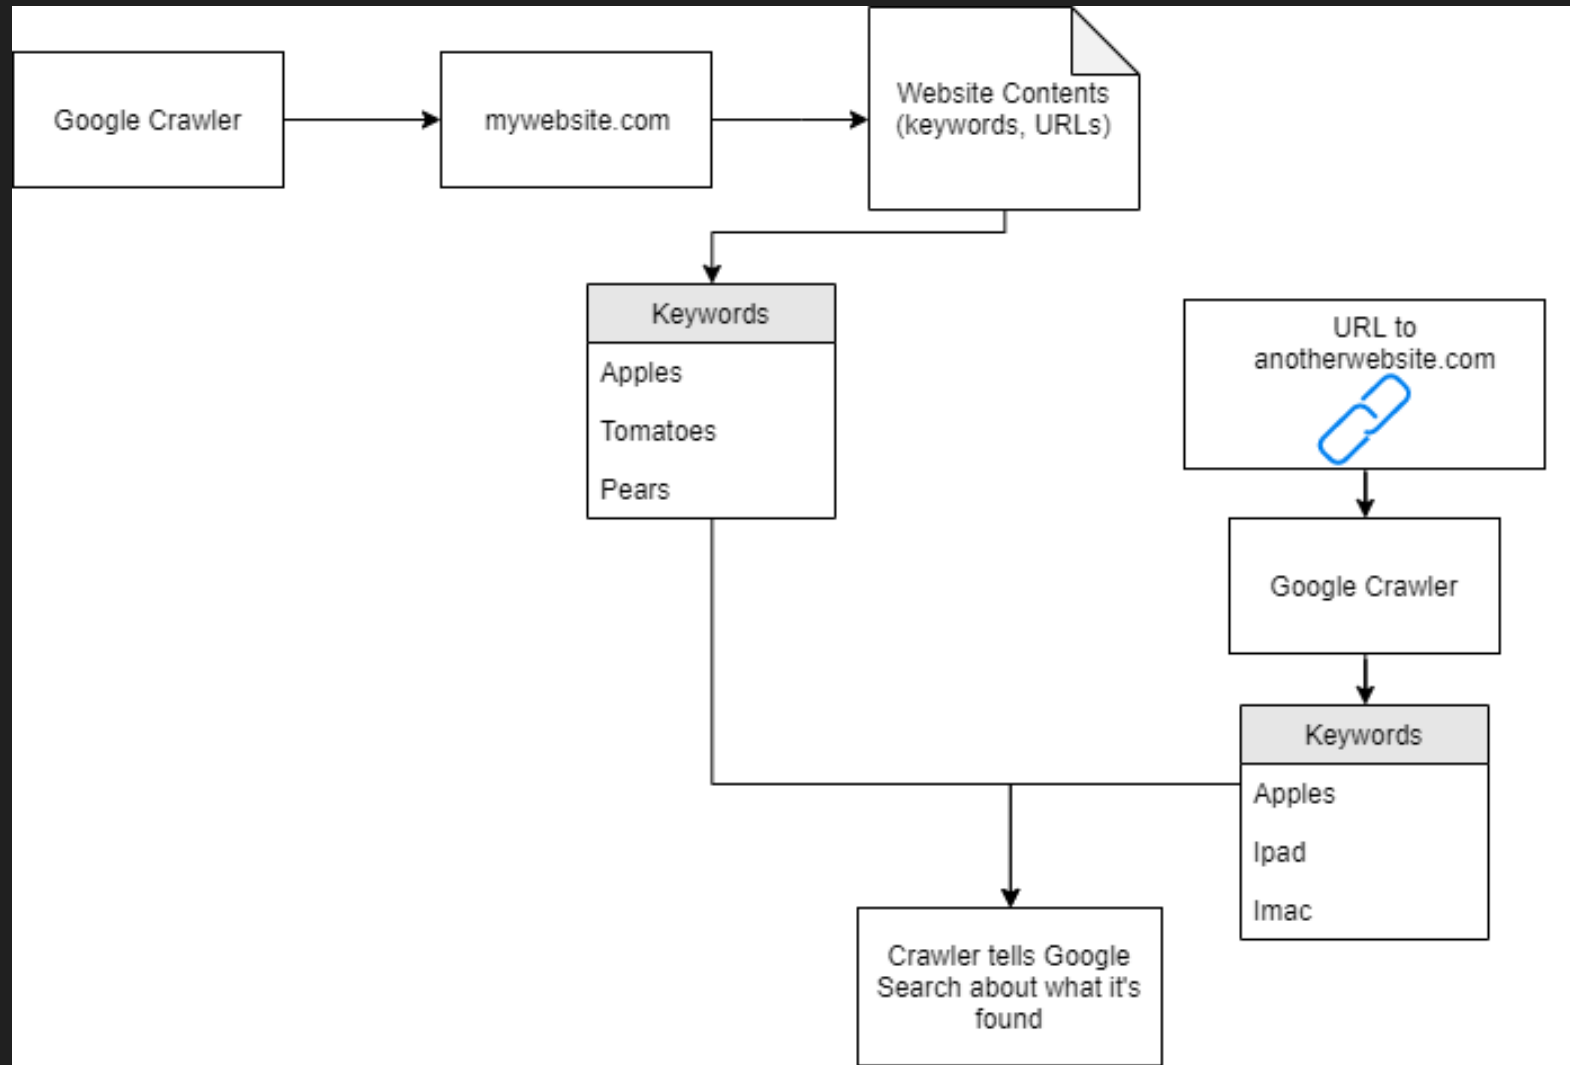 Google Crawler
mywebsite.com
Website Contents
(keywords, URLs)
Keywords
Apples
Tomatoes
Pears
URL to
anotherwebsite.com
Google Crawler
Keywords
Apples
Ipad
Imac
Crawler tells Google
Search about what it's
found